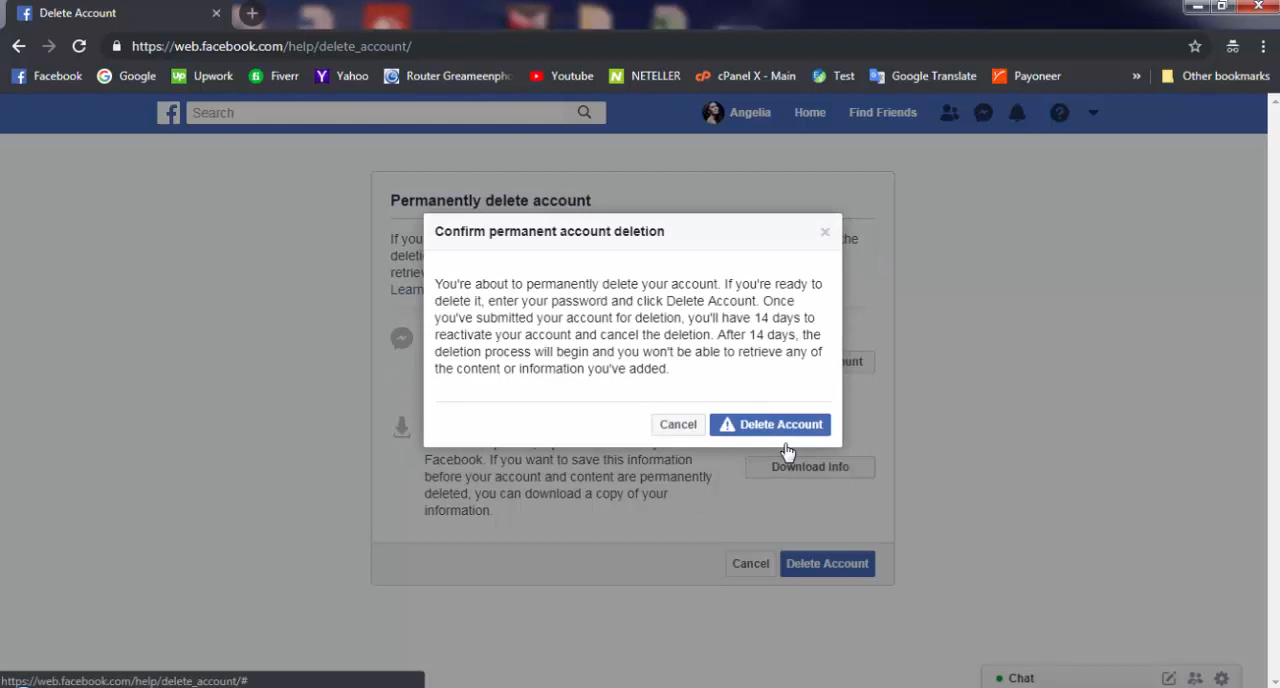 Delete Account
https://web.facebook.com/help/delete_account/
Facebook Google Upwork Fiverr Yahoo Router Greameenph YouTube NETELLER cPanel X - Main Test Google Translate Payoneer » Other bookmarks
Search Angelia Home Find Friends
Permanently delete account
Confirm permanent account deletion
If you the
deleti
retrie
Learn
You're about to permanently delete your account. If you're ready to
delete it, enter your password and click Delete Account. Once
you've submitted your account for deletion, you'll have 14 days to
reactivate your account and cancel the deletion. After 14 days, the
deletion process will begin and you won't be able to retrieve any of
the content or information you've added.
unt
Cancel Delete Account
Facebook. If you want to save this information
before your account and content are permanently
deleted, you can download a copy of your
information.
Download Info
Cancel Delete Account
https://web.facebook.com/help/delete_account/#
Chat